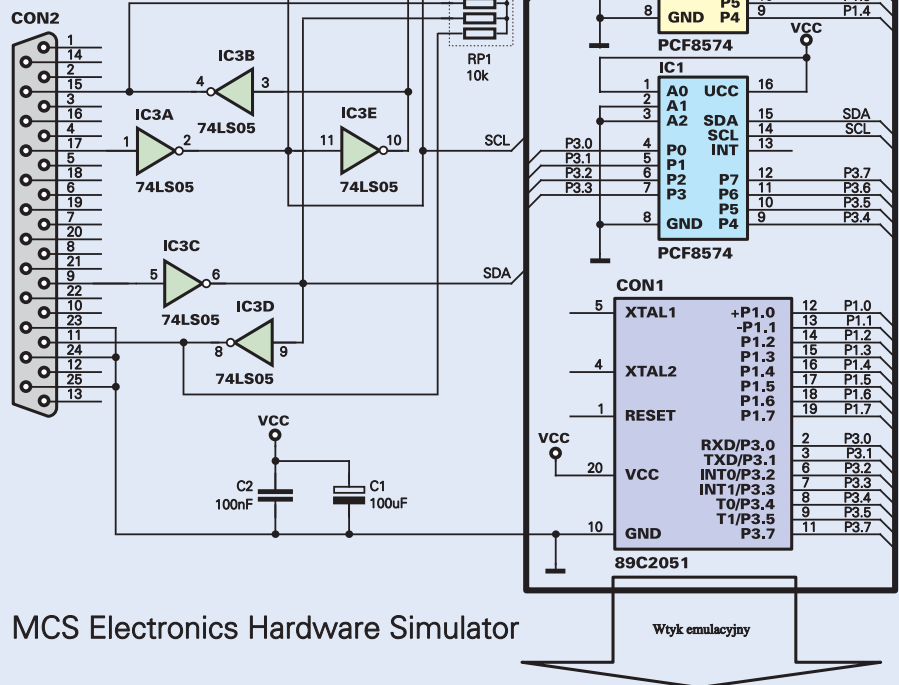 CON2
1
14
2
15
3
16
4
17
5
18
6
19
7
20
8
21
9
22
10
23
11
24
12
25
13
IC3B
4
3
74LS05
IC3A
1
2
74LS05
IC3E
11
10
74LS05
IC3C
5
6
74LS05
IC3D
8
9
74LS05
RP1
10k
SCL
SDA
VCC
C2
100nF
C1
100uF
P5
8 GND P4 9 P1.4
PCF8574
VCC
IC1
1 A0 UCC 16
2 A1
3 A2 SDA 15 SDA
SCL 14 SCL
INT 13
P3.0 4 P0
P3.1 5 P1
P3.2 6 P2 P7 12 P3.7
P3.3 7 P3 P6 11 P3.6
P5 10 P3.5
8 GND P4 9 P3.4
PCF8574
CON1
5 XTAL1 +P1.0 12 P1.0
-P1.1 13 P1.1
P1.2 14 P1.2
P1.3 15 P1.3
4 XTAL2 P1.4 16 P1.4
P1.5 17 P1.5
P1.6 18 P1.6
1 RESET P1.7 19 P1.7
VCC
RXD/P3.0 2 P3.0
TXD/P3.1 3 P3.1
20 VCC INT0/P3.2 6 P3.2
INT1/P3.3 7 P3.3
T0/P3.4 8 P3.4
T1/P3.5 9 P3.5
10 GND P3.7 11 P3.7
89C2051
MCS Electronics Hardware Simulator
Wtyk emulacyjny